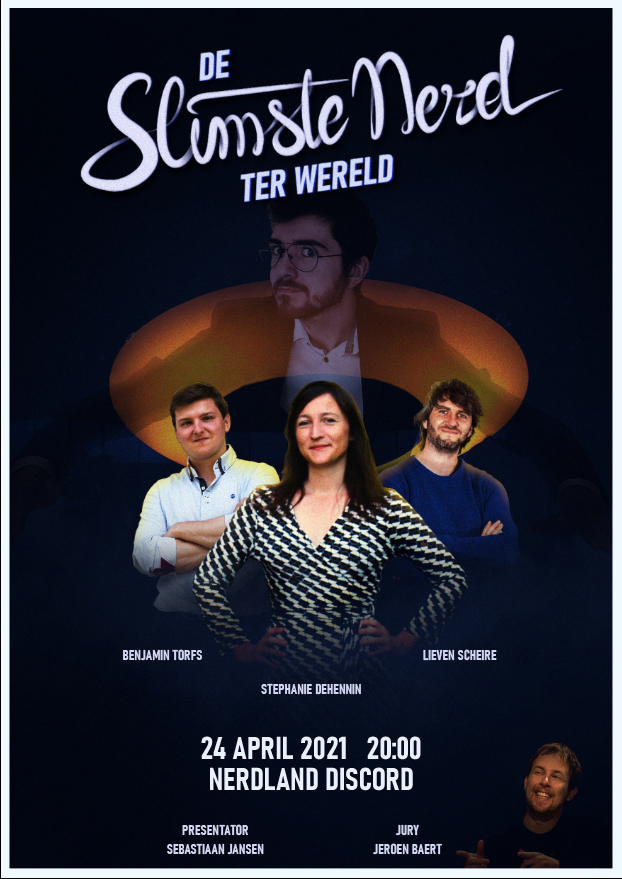 DE
Slimste Nerd
TER WERELD
BENJAMIN TORFS
LIEVEN SCHEIRE
STEPHANIE DEHENNIN
24 APRIL 2021 20:00
NERDLAND DISCORD
PRESENTATOR
SEBASTIAAN JANSEN
JURY
JEROEN BAERT